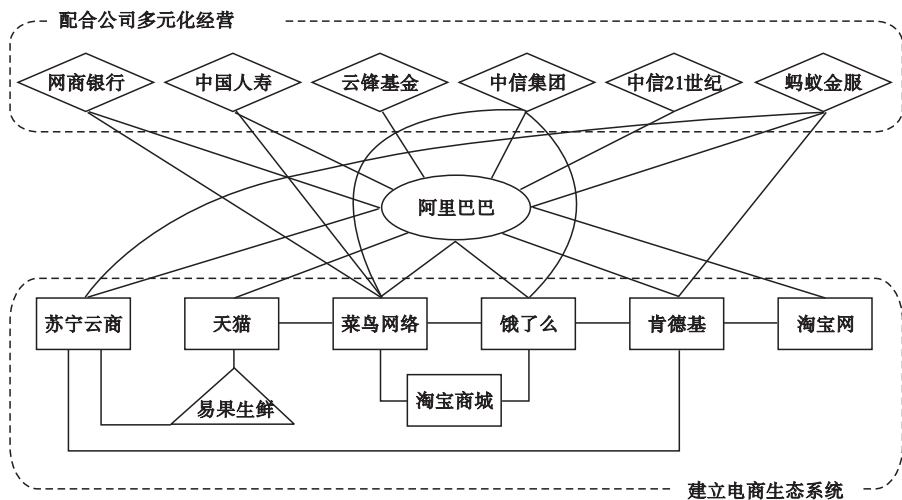 配合公司多元化经营
网商银行
中国人寿
云锋基金
中信集团
中信21世纪
蚂蚁金服
阿里巴巴
苏宁云商
天猫
菜鸟网络
饿了么
肯德基
淘宝网
易果生鲜
淘宝商城
建立电商生态系统